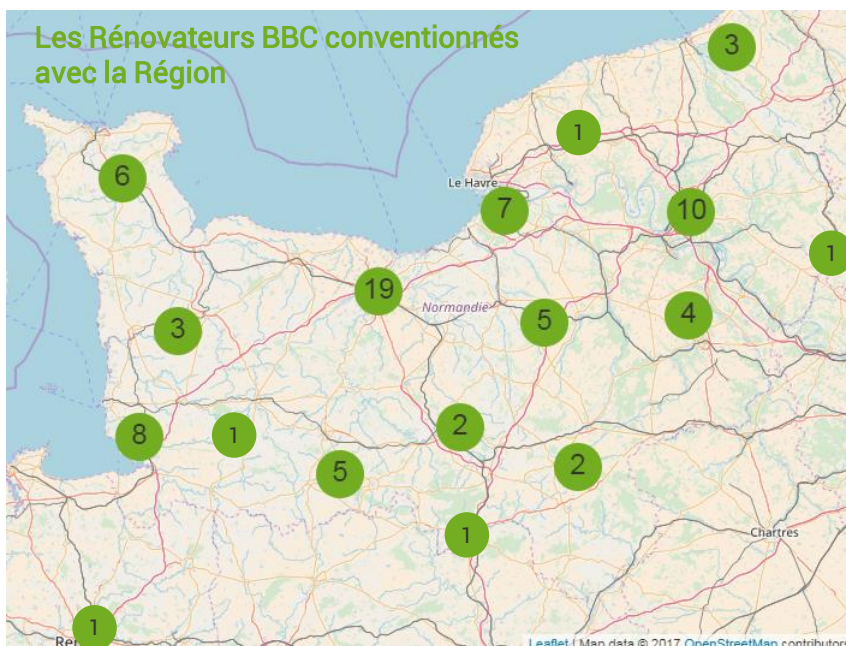 Les Rénovateurs BBC conventionnés
avec la Région
3
1
6
Le Havre
7
10
1
19
Normandie
3
5
4
8
1
2
5
2
1
Chartres
1
Re
Leaflet | Map data © 2017 OpenStreetMap contributors